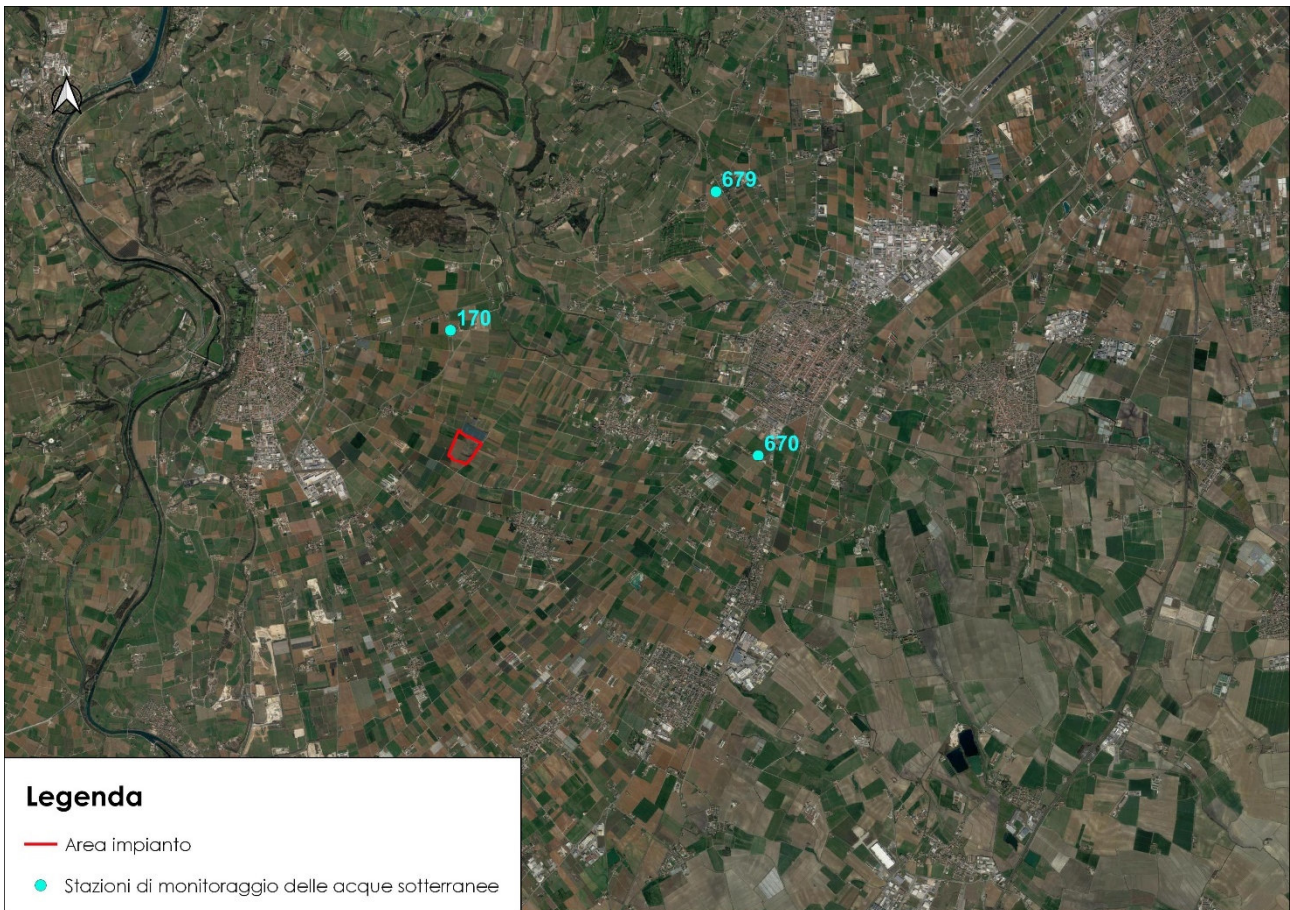 N
679
170
670
Legenda
Area impianto
Stazioni di monitoraggio delle acque sotterranee